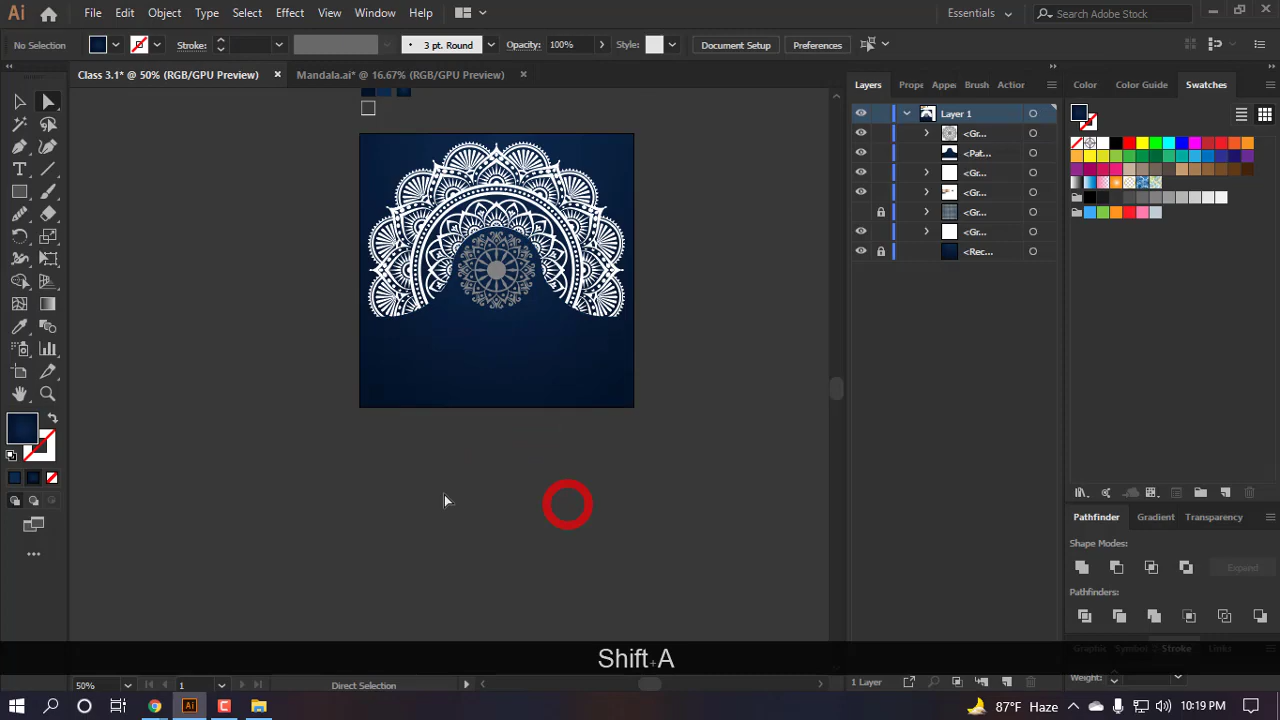 Ai File Edit Object Type Select Effect View Window Help Essentials Search Adobe Stock
No Selection Stroke: 3 pt. Round Opacity: 100% Style: Document Setup Preferences
Class 3.1* @ 50% (RGB/GPU Preview) × Mandala.ai* @ 16.67% (RGB/GPU Preview) ×
Layers Prope Appea Brush Action Color Color Guide Swatches
Layer 1
<Gr...
<Pat...
<Gr...
<Gr...
<Gr...
<Gr...
<Rec...
Pathfinder Gradient Transparency
Shape Modes:
Expand
Pathfinders:
Graphic Symbol Stroke Links
Weight:
Shift+A
50% 1 Direct Selection 1 Layer
Ai 87°F Haze 10:19 PM